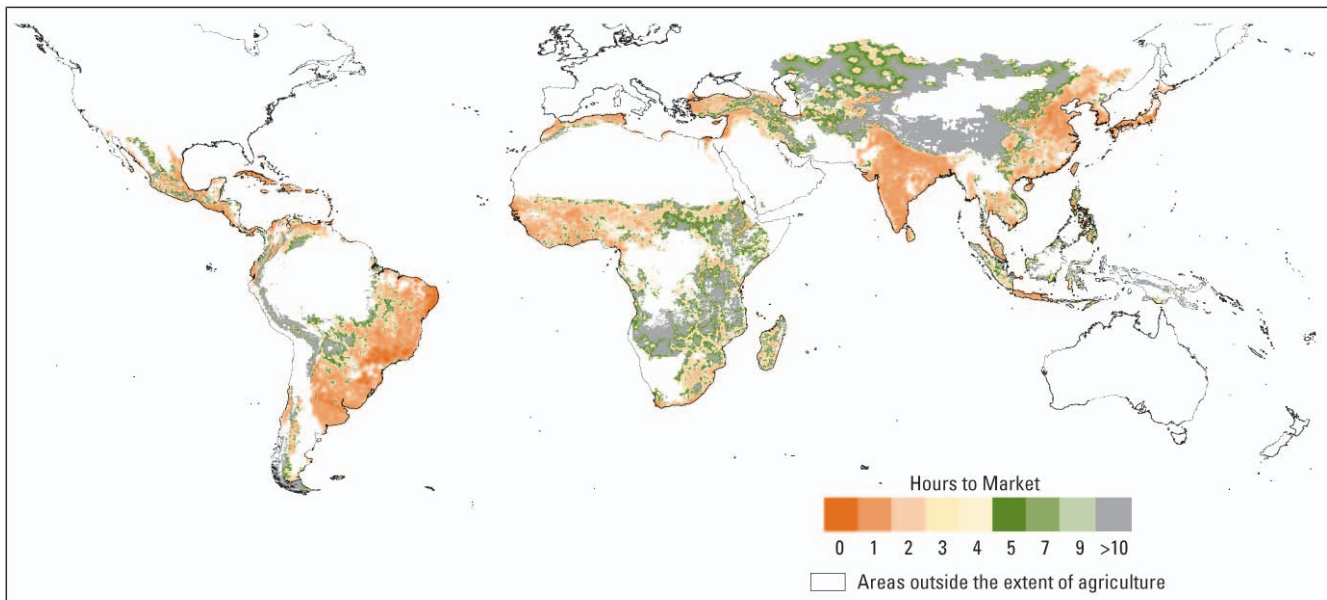 Hours to Market
0 1 2 3 4 5 7 9 >10
Areas outside the extent of agriculture